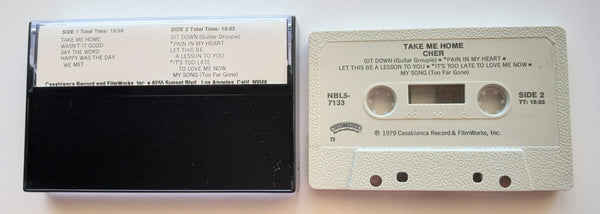 SIDE 1 Total Time: 18:08
TAKE ME HOME
WASN'T IT GOOD
SAY THE WORD
HAPPY WAS THE DAY
WE MET
SIDE 2 Total Time: 18:03
GIT DOWN (Guitar Groupie)
*PAIN IN MY HEART
LET THIS BE
A LESSON TO YOU
*IT'S TOO LATE
TO LOVE ME NOW
MY SONG (Too Far Gone)
Casablanca Record and FilmWorks, Inc. • 8255 Sunset Blvd., Los Angeles, Calif. 90046
TAKE ME HOME
CHER
GIT DOWN (Guitar Groupie) • *PAIN IN MY HEART •
LET THIS BE A LESSON TO YOU • *IT'S TOO LATE TO LOVE ME NOW •
MY SONG (Too Far Gone)
NBL5-
7133
SIDE 2
TT: 18:03
℗ 1979 Casablanca Record & FilmWorks, Inc.
73